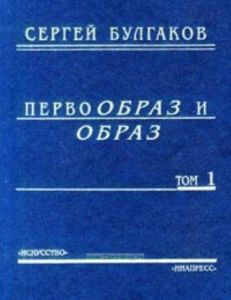 СЕРГЕЙ БУЛГАКОВ
ПЕРВООБРАЗ И
ОБРАЗ
ТОМ 1
«ИСКУССТВО»
«ИНАПРЕСС»